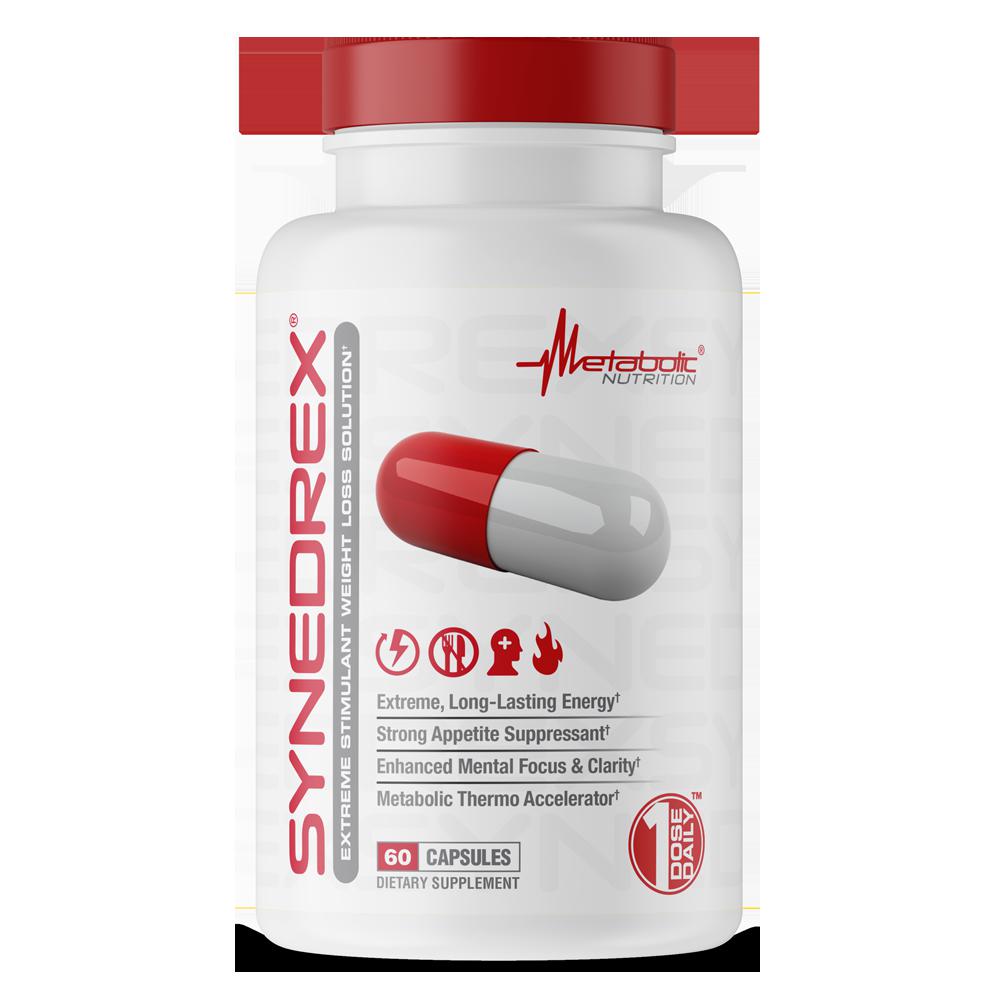 SYNEDREX®
EXTREME STIMULANT WEIGHT LOSS SOLUTION†
Metabolic®
NUTRITION
Extreme, Long-Lasting Energy†
Strong Appetite Suppressant†
Enhanced Mental Focus & Clarity†
Metabolic Thermo Accelerator†
60 CAPSULES
DIETARY SUPPLEMENT
1 DOSE DAILY™